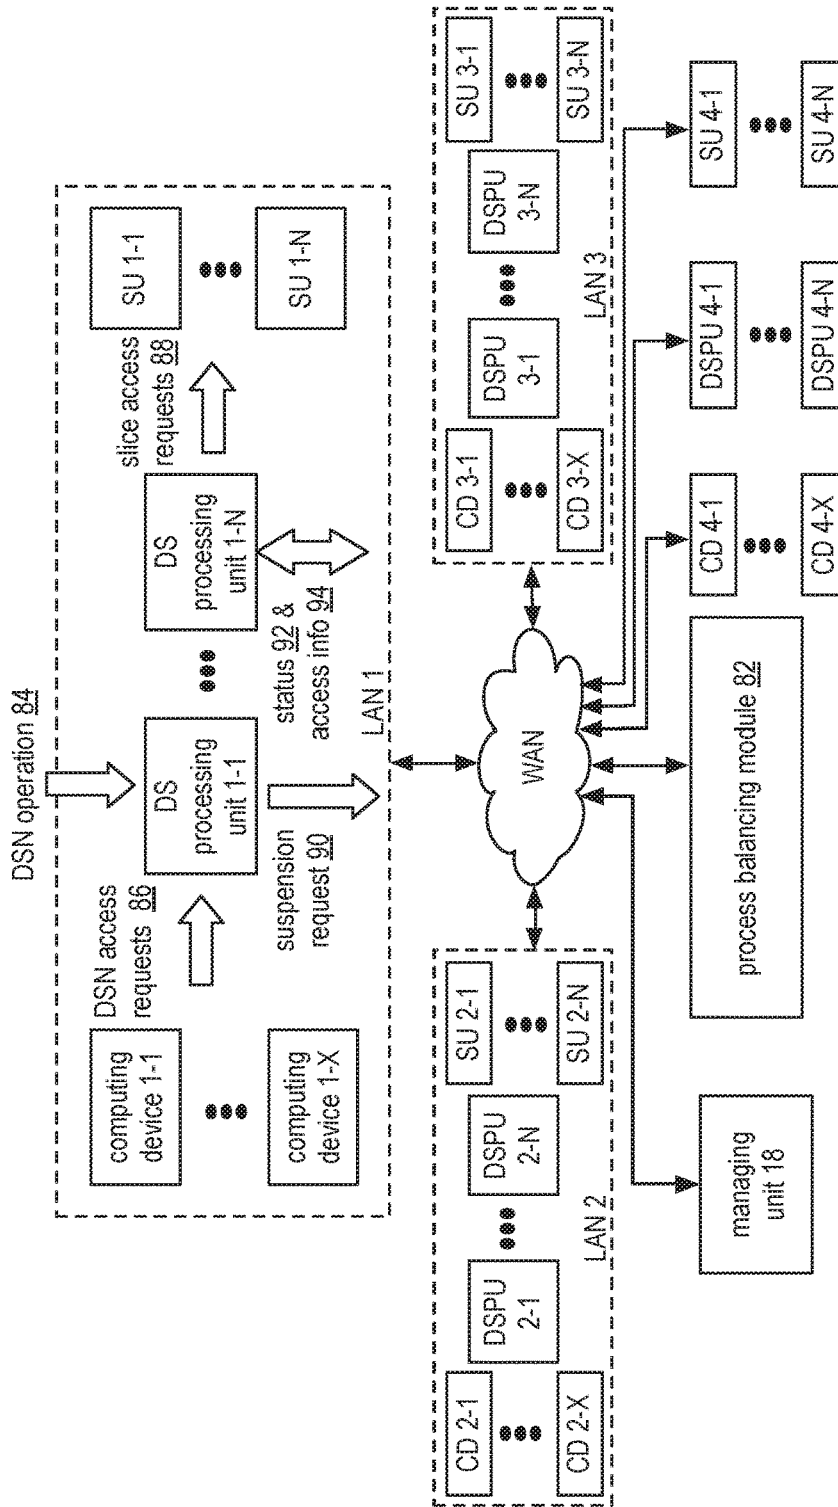 DSN operation 84
computing
device 1-1
computing
device 1-X
DSN access
requests 86
DS
processing
unit 1-1
suspension
request 90
DS
processing
unit 1-N
status 92 &
access info 94
slice access
requests 88
SU 1-1
SU 1-N
LAN 1
CD 2-1
CD 2-X
DSPU
2-1
DSPU
2-N
SU 2-1
SU 2-N
LAN 2
WAN
CD 3-1
CD 3-X
DSPU
3-1
DSPU
3-N
SU 3-1
SU 3-N
LAN 3
managing
unit 18
process balancing module 82
CD 4-1
CD 4-X
DSPU 4-1
DSPU 4-N
SU 4-1
SU 4-N